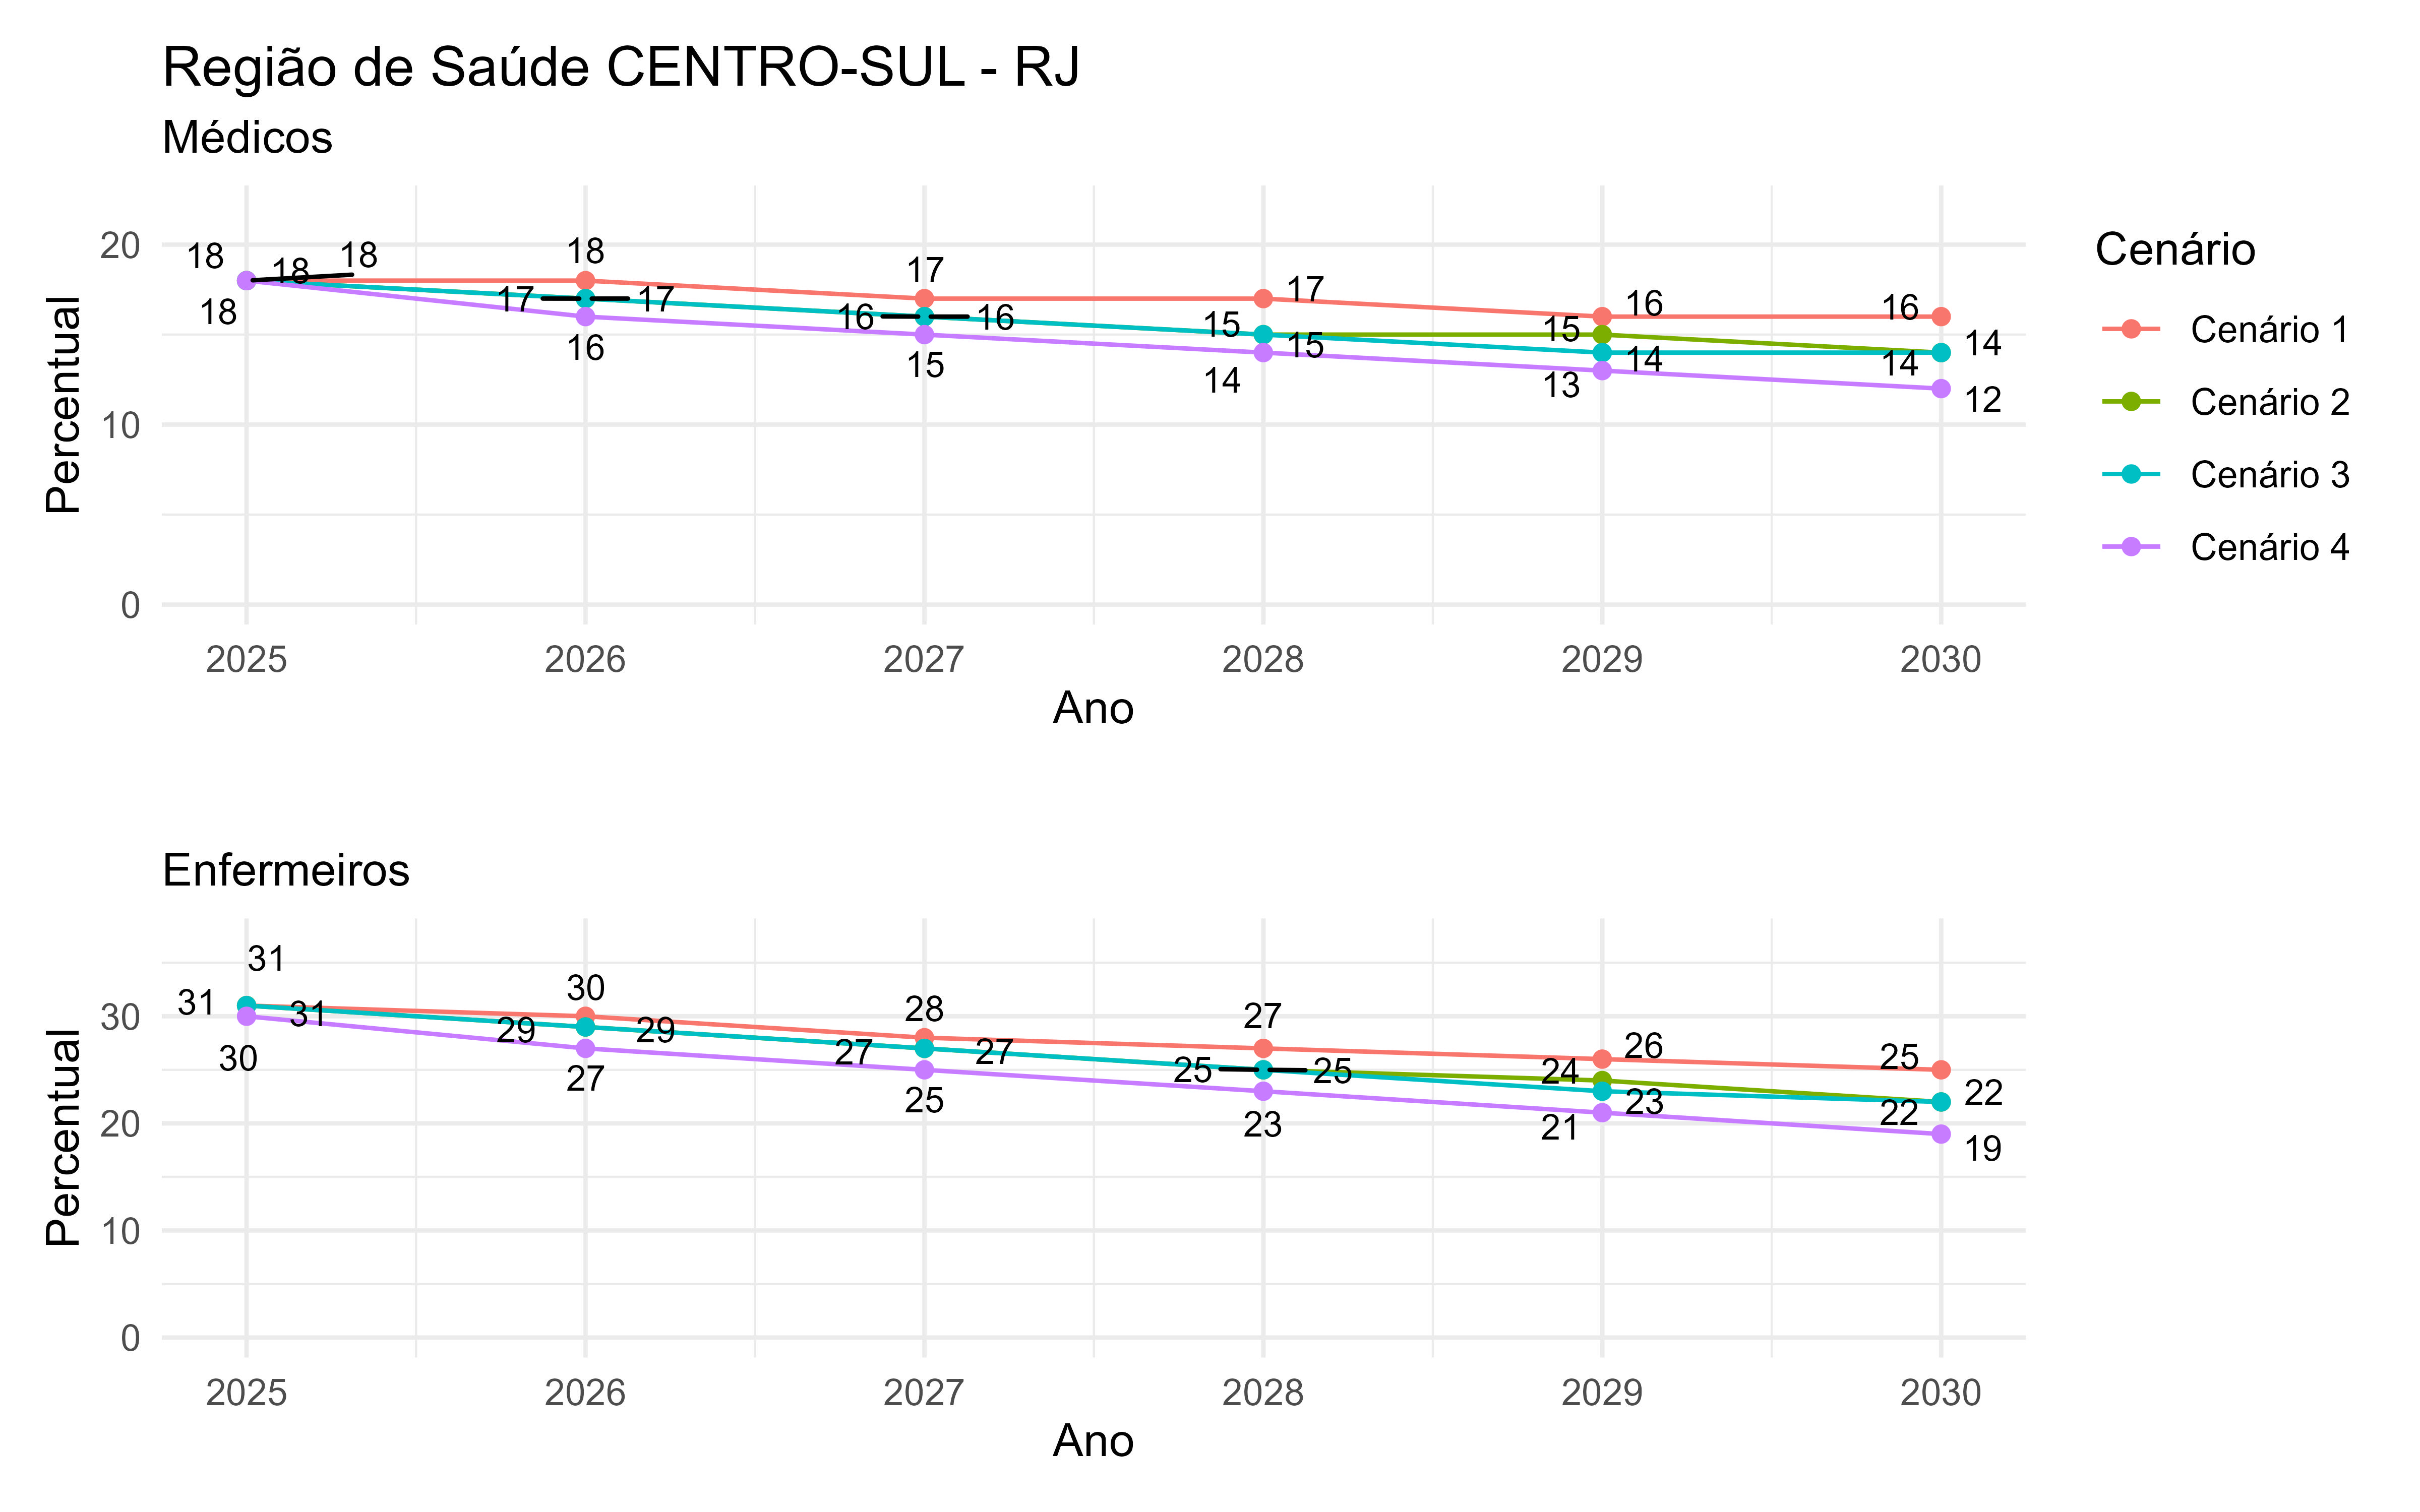 Região de Saúde CENTRO-SUL - RJ
Médicos
Percentual
20
10
0
18 18 18 18
18 17 17 16
17 16 16 15
17 15 15 14
16 15 14 13
16 14 14 12
2025 2026 2027 2028 2029 2030
Ano
Cenário
Cenário 1
Cenário 2
Cenário 3
Cenário 4
Enfermeiros
Percentual
30
20
10
0
31 31 31 30
30 29 29 27
28 27 27 25
27 25 25 23
26 24 23 21
25 22 22 19
2025 2026 2027 2028 2029 2030
Ano